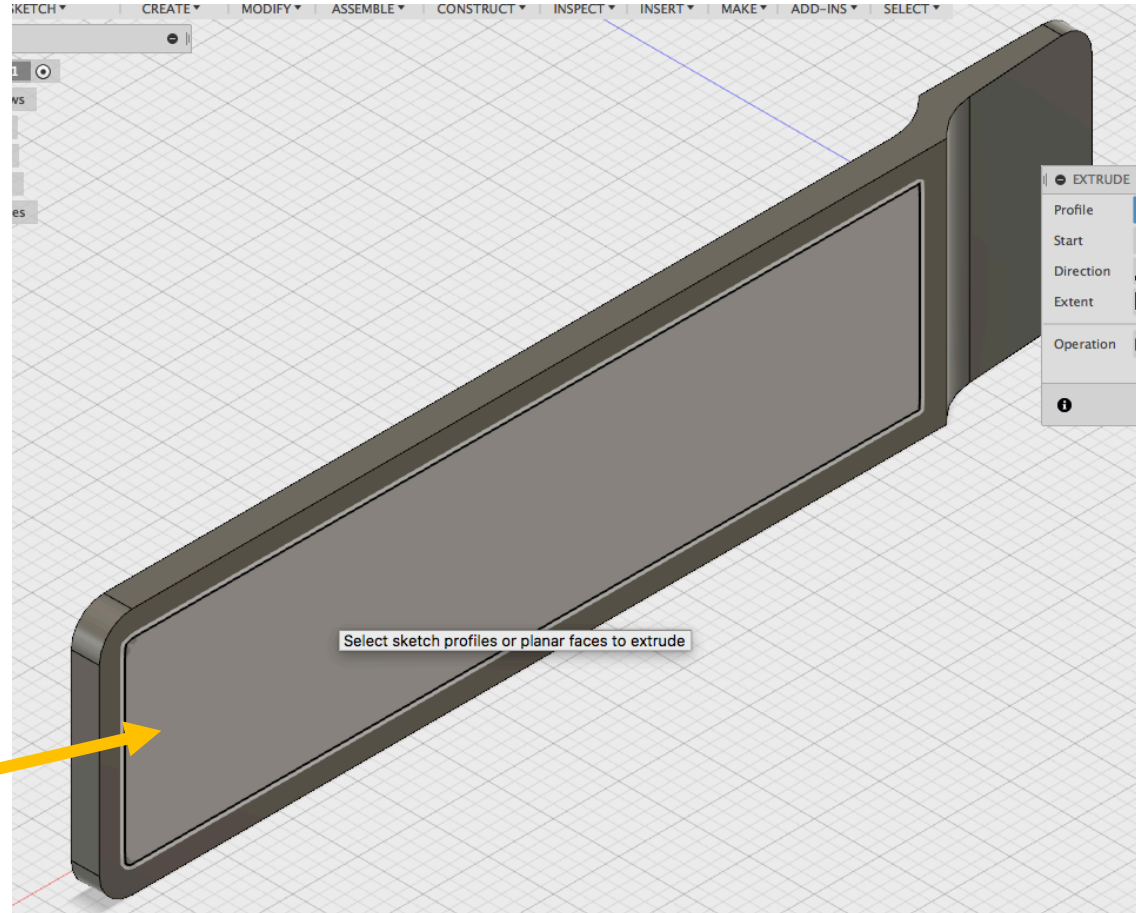 CREATE MODIFY ASSEMBLE CONSTRUCT INSPECT INSERT MAKE ADD-INS SELECT
EXTRUDE
Profile
Start
Direction
Extent
Operation
Select sketch profiles or planar faces to extrude